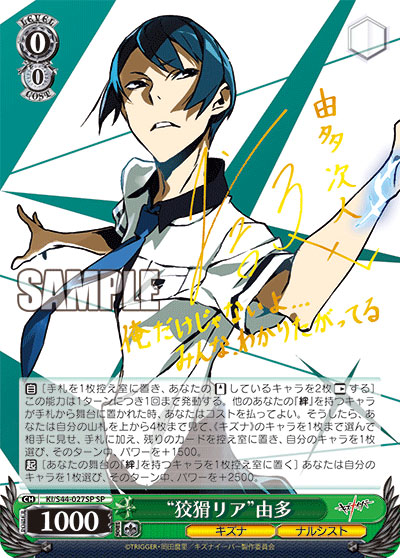 LEVEL
0
0
COST
由多次人
SAMPLE
俺だけじゃないよ…
みんな、わかりたがってる
自 [手札を1枚控え室に置き、あなたの しているキャラを2枚 する]
この能力は1ターンにつき1回まで発動する。他のあなたの「絆」を持つキャラ
が手札から舞台に置かれた時、あなたはコストを払ってよい。そうしたら、あ
なたは自分の山札を上から4枚まで見て、《キズナ》のキャラを1枚まで選んで
相手に見せ、手札に加え、残りのカードを控え室に置き、自分のキャラを1枚
選び、そのターン中、パワーを+1500。
起 [あなたの舞台の「絆」を持つキャラを1枚控え室に置く] あなたは自分のキ
ャラを1枚選び、そのターン中、パワーを+2500。
CH KI/S44-027SP SP
“狡猾リア”由多
POWER
1000
キズナ
ナルシスト
キズナイーバー
©TRIGGER・岡田麿里／キズナイーバー製作委員会